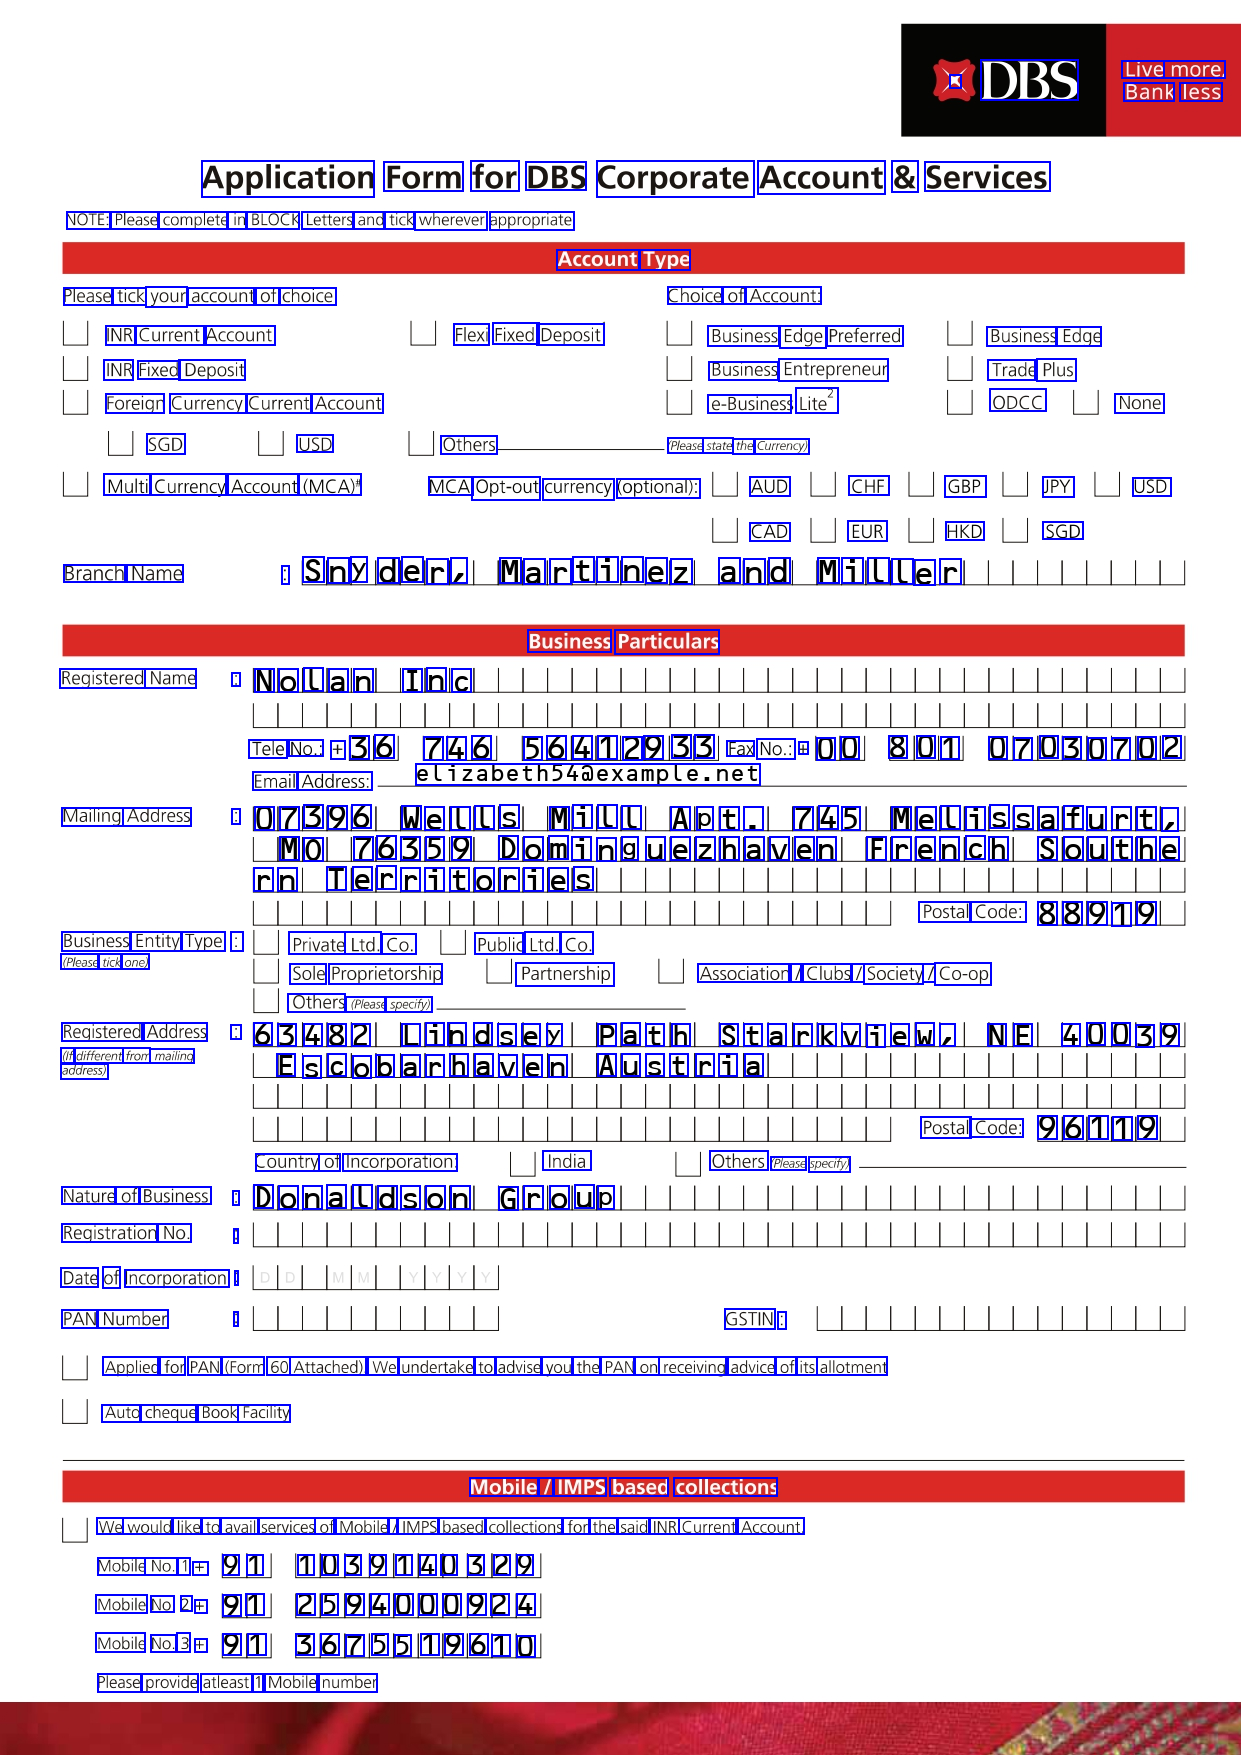 DBS
Live more,
Bank less
Application Form for DBS Corporate Account & Services
NOTE: Please complete in BLOCK Letters and tick wherever appropriate
Account Type
Please tick your account of choice Choice of Account:
INR Current Account Flexi Fixed Deposit Business Edge Preferred Business Edge
INR Fixed Deposit Business Entrepreneur Trade Plus
Foreign Currency Current Account e-Business Lite2 ODCC None
SGD USD Others (Please state the Currency)
Multi Currency Account (MCA)# MCA Opt-out currency (optional): AUD CHF GBP JPY USD
CAD EUR HKD SGD
Branch Name : Snyder, Martinez and Miller
Business Particulars
Registered Name : Nolan Inc
Tele No.: + 36 746 56412933 Fax No.: + 00 801 07030702
Email Address: elizabeth54@example.net
Mailing Address : 07396 Wells Mill Apt. 745 Melissafurt,
MO 76359 Dominguezhaven French Southe
rn Territories
Postal Code: 88919
Business Entity Type : Private Ltd. Co. Public Ltd. Co.
(Please tick one)
Sole Proprietorship Partnership Association / Clubs / Society / Co-op
Others (Please specify)
Registered Address : 63482 Lindsey Path Starkview, NE 40039
(If different from mailing address) Escobarhaven Austria
Postal Code: 96119
Country of Incorporation: India Others (Please specify)
Nature of Business : Donaldson Group
Registration No. :
Date of Incorporation : D D M M Y Y Y Y
PAN Number : GSTIN :
Applied for PAN (Form 60 Attached). We undertake to advise you the PAN on receiving advice of its allotment
Auto cheque Book Facility
Mobile / IMPS based collections
We would like to avail services of Mobile / IMPS based collections for the said INR Current Account.
Mobile No. 1 + 91 1039140329
Mobile No. 2 + 91 2594000924
Mobile No. 3 + 91 3675519610
Please provide atleast 1 Mobile number